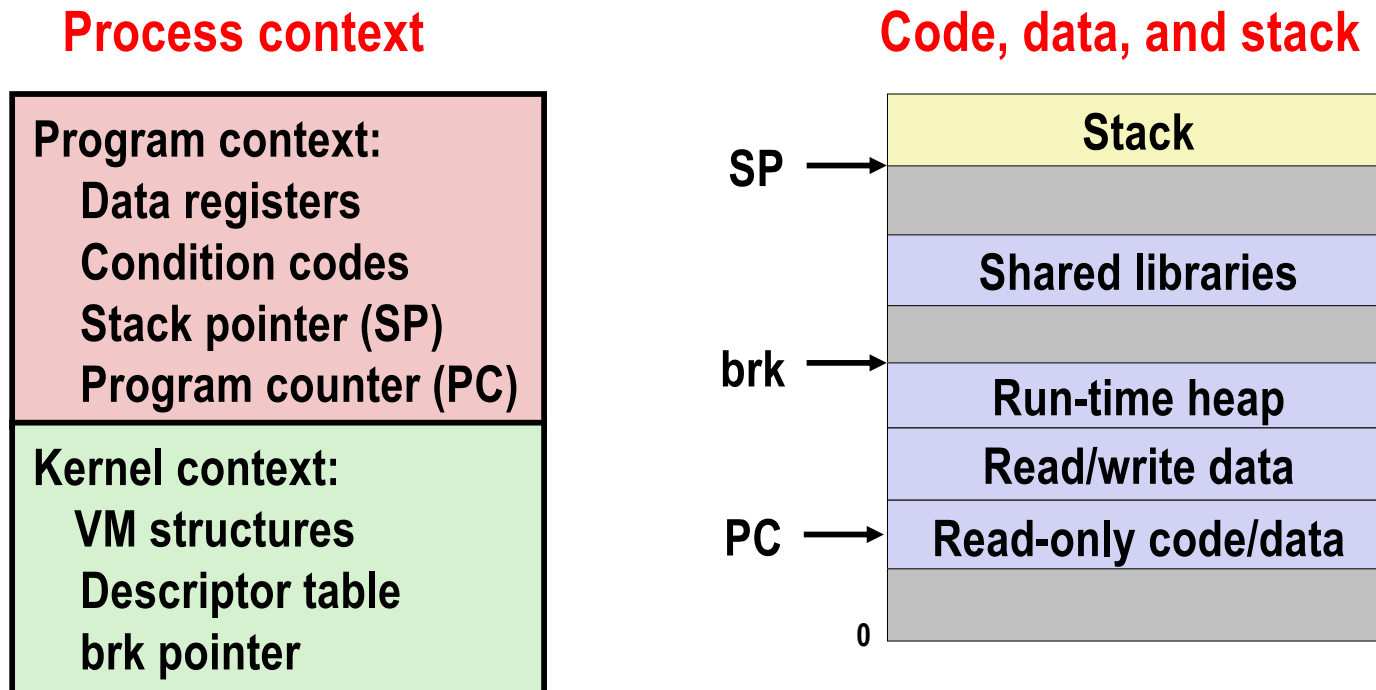 Process context
Program context:
Data registers
Condition codes
Stack pointer (SP)
Program counter (PC)
Kernel context:
VM structures
Descriptor table
brk pointer
Code, data, and stack
Stack
SP
Shared libraries
brk
Run-time heap
Read/write data
PC
Read-only code/data
0